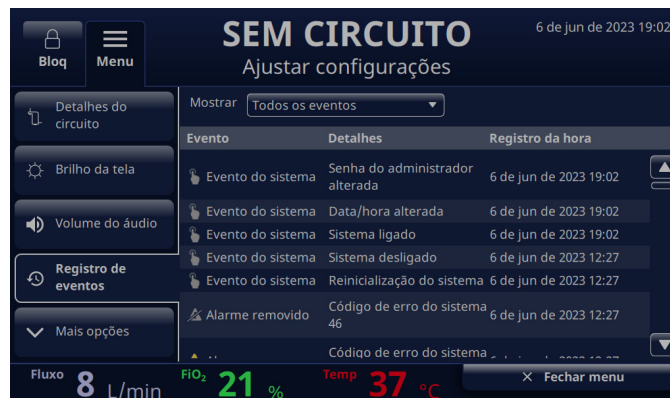 SEM CIRCUITO
6 de jun de 2023 19:02
Bloq
Menu
Ajustar configurações
Detalhes do
circuito
Brilho da tela
Volume do áudio
Registro de
eventos
Mais opções
Mostrar Todos os eventos
Evento Detalhes Registro da hora
Evento do sistema Senha do administrador alterada 6 de jun de 2023 19:02
Evento do sistema Data/hora alterada 6 de jun de 2023 19:02
Evento do sistema Sistema ligado 6 de jun de 2023 19:02
Evento do sistema Sistema desligado 6 de jun de 2023 12:27
Evento do sistema Reinicialização do sistema 6 de jun de 2023 12:27
Alarme removido Código de erro do sistema 46 6 de jun de 2023 12:27
Código de erro do sistema
Fluxo 8 L/min
FiO₂ 21 %
Temp 37 °C
Fechar menu